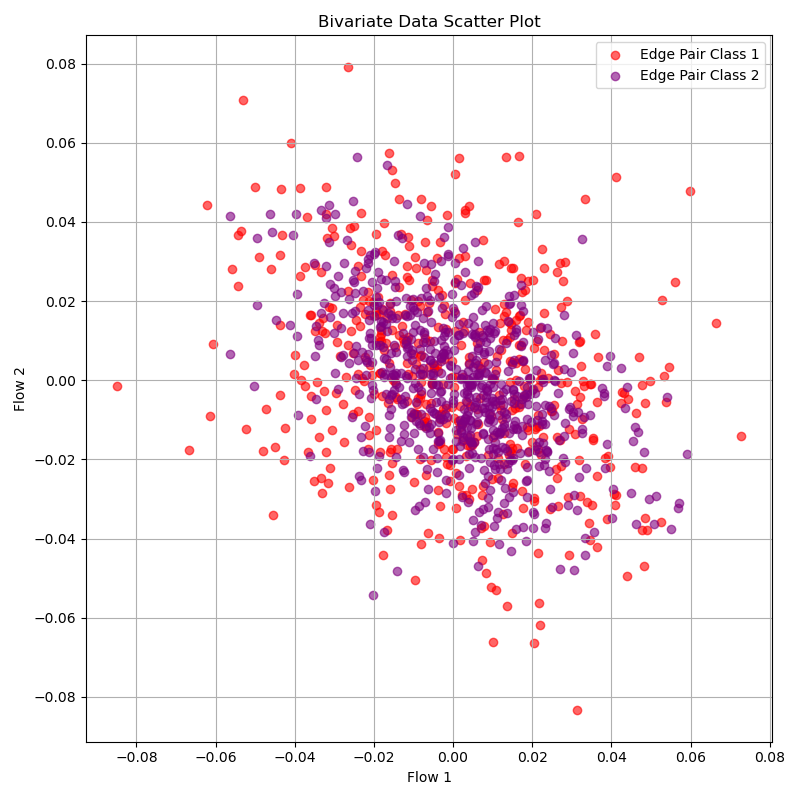 Bivariate Data Scatter Plot
Edge Pair Class 1
Edge Pair Class 2
0.08
0.06
0.04
0.02
0.00
−0.02
−0.04
−0.06
−0.08
Flow 2
−0.08 −0.06 −0.04 −0.02 0.00 0.02 0.04 0.06 0.08
Flow 1